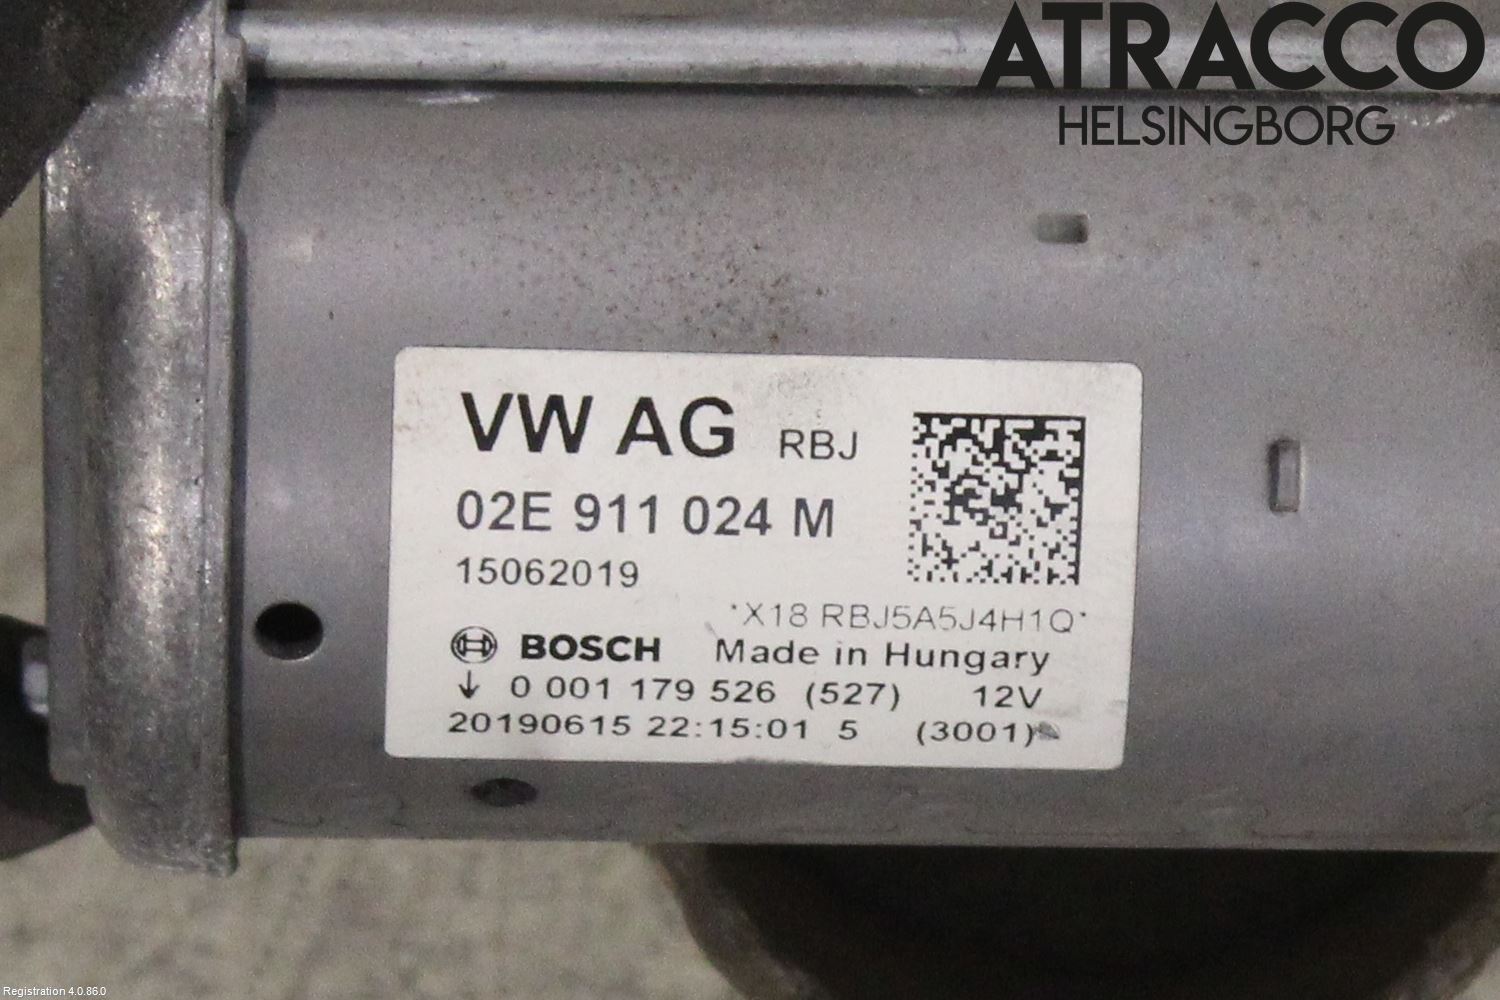 ATRACCO
HELSINGBORG
VW AG RBJ
02E 911 024 M
15062019
*X18 RBJ5A5J4H1Q*
BOSCH Made in Hungary
↓ 0 001 179 526 (527) 12V
20190615 22:15:01 5 (3001)
Registration 4.0.86.0